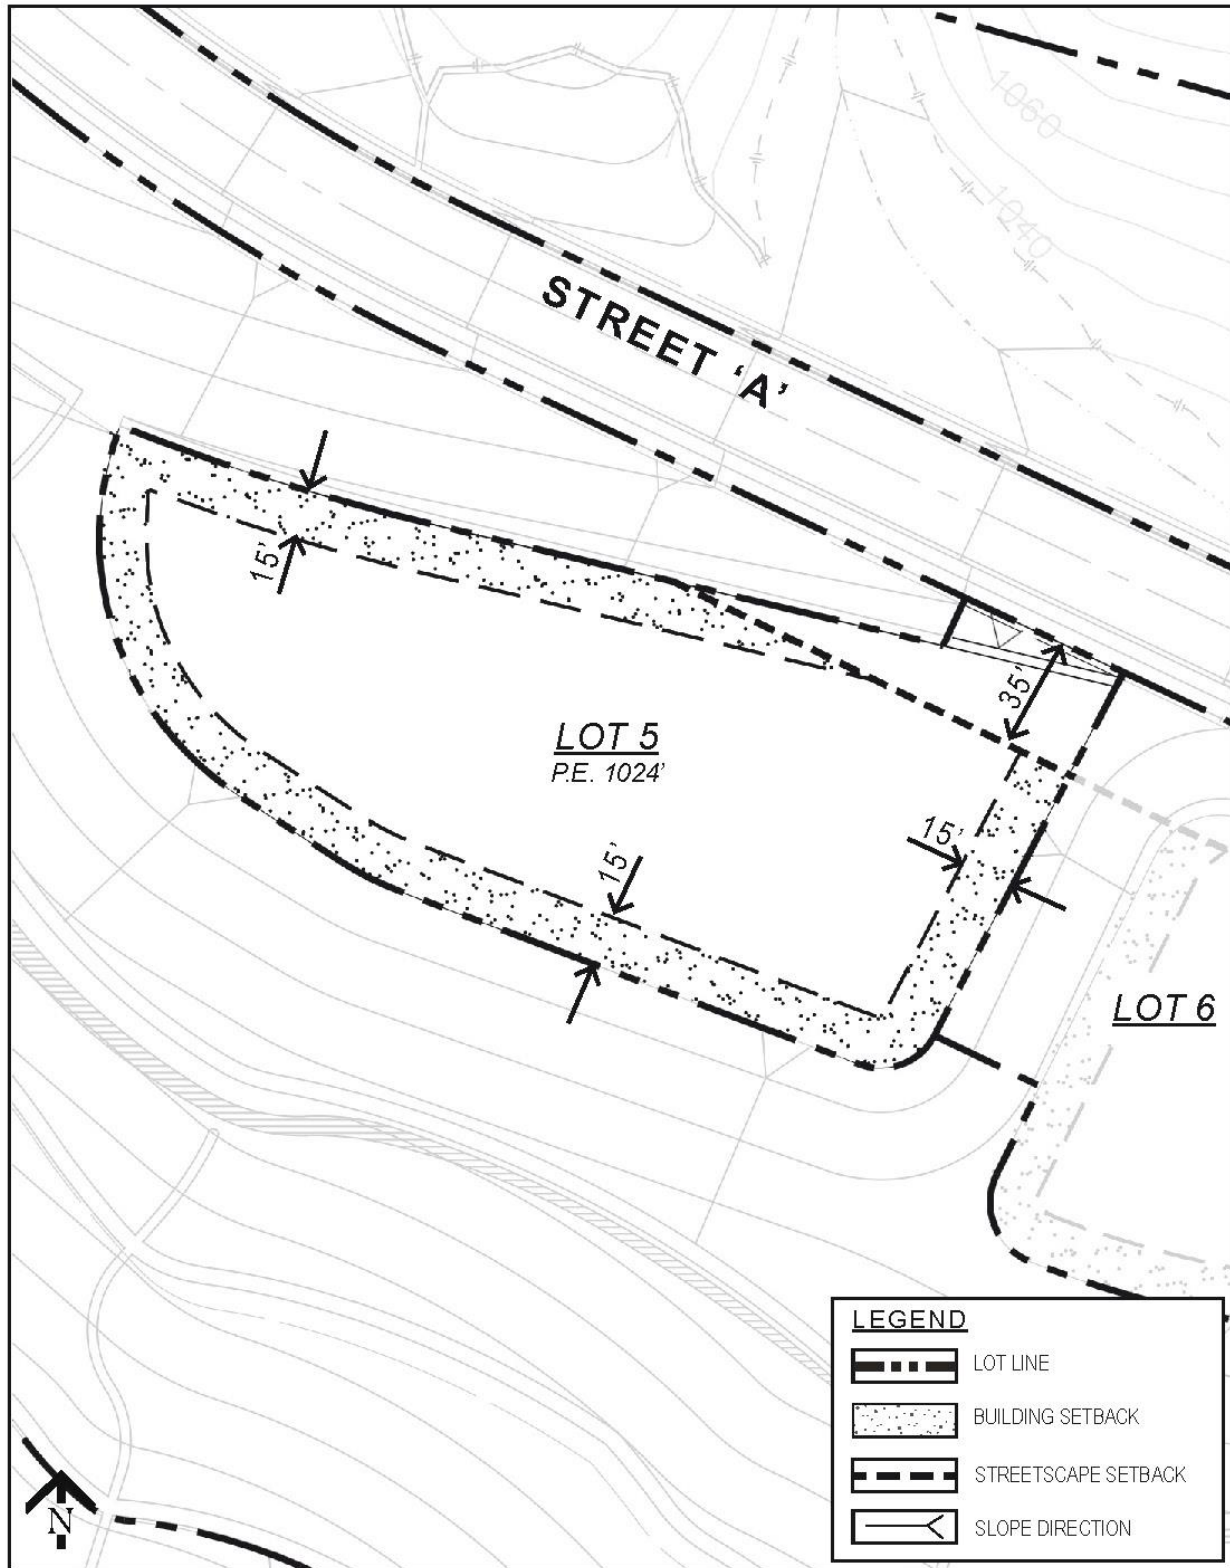 1060
1040
STREET 'A'
15'
35'
LOT 5
P.E. 1024'
15'
15'
LOT 6
LEGEND
LOT LINE
BUILDING SETBACK
STREETSCAPE SETBACK
SLOPE DIRECTION
N